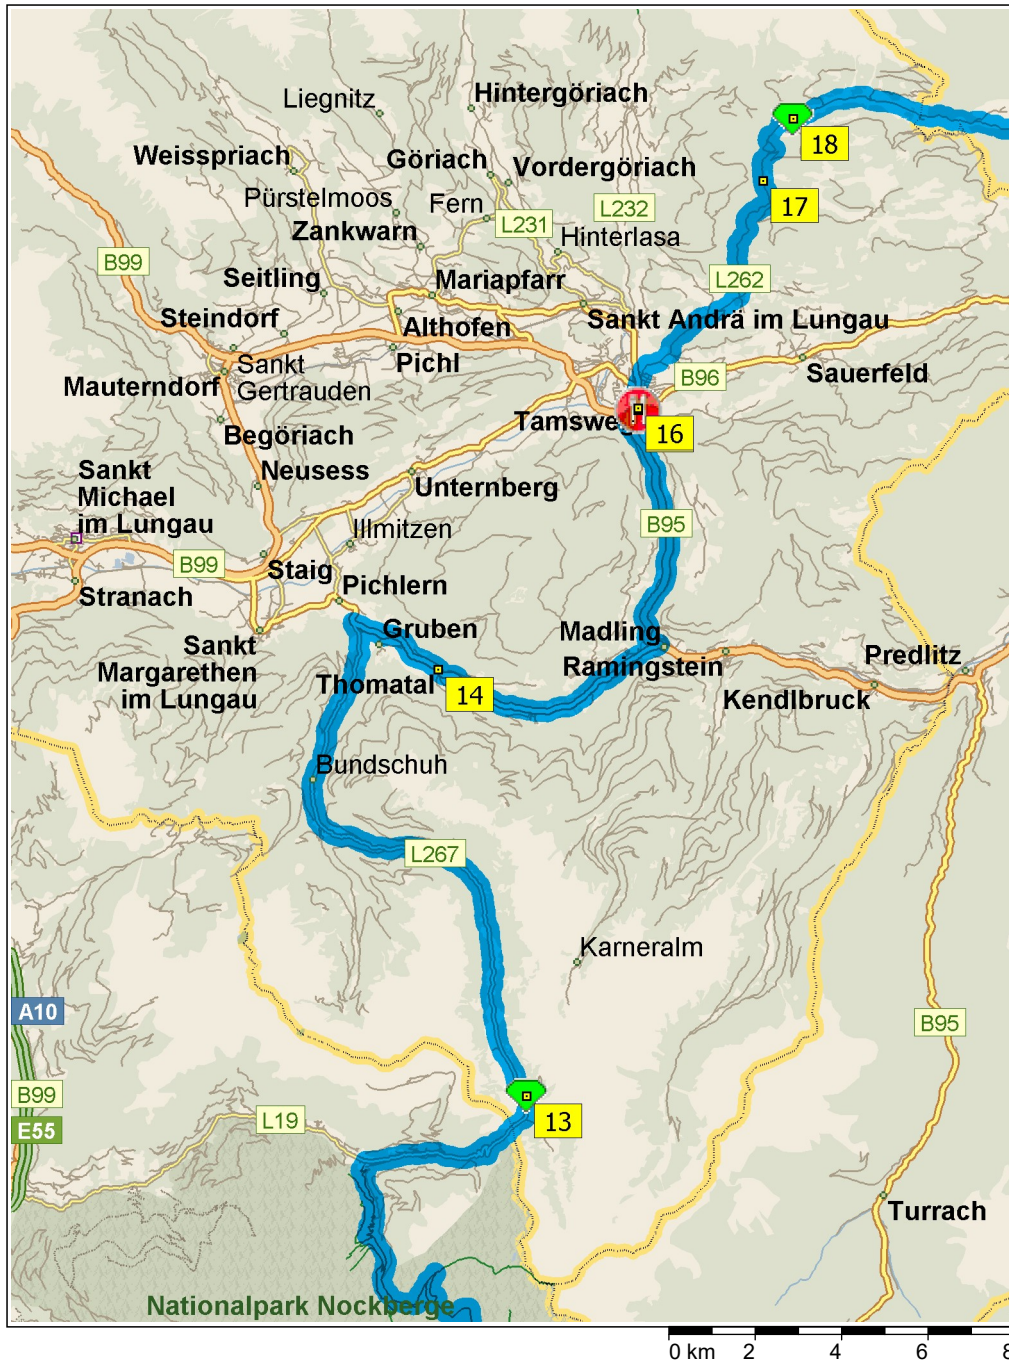 Liegnitz
Hintergöriach
18
Weisspriach
Göriach
Vordergöriach
Pürstelmoos
Fern
L232
17
L231
Zankwarn
Hinterlasa
B99
Seitling
Mariapfarr
L262
Steindorf
Althofen
Sankt Andrä im Lungau
Sankt
Gertrauden
Pichl
Mauterndorf
B96
Sauerfeld
Begöriach
Tamsweg
16
Sankt
Michael
im Lungau
Neusess
Unternberg
Illmitzen
B95
B99
Staig
Stranach
Pichlern
Gruben
Madling
Sankt
Margarethen
im Lungau
Thomatal
14
Ramingstein
Predlitz
Kendlbruck
Bundschuh
L267
Karneralm
A10
B95
B99
L19
13
E55
Turrach
Nationalpark Nockberge
0 km 2 4 6 8